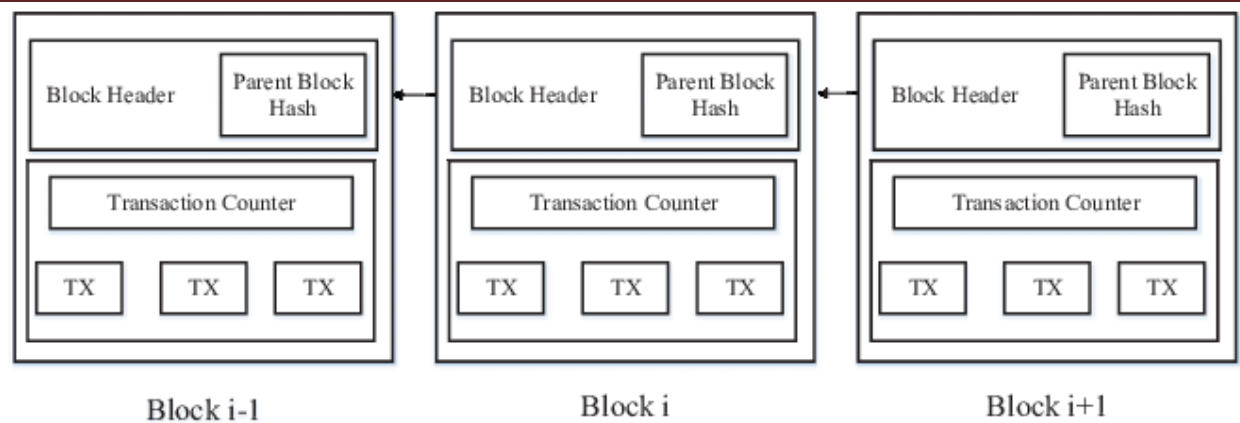 Block Header
Parent Block
Hash
Transaction Counter
TX TX TX
Block i-1
Block Header
Parent Block
Hash
Transaction Counter
TX TX TX
Block i
Block Header
Parent Block
Hash
Transaction Counter
TX TX TX
Block i+1